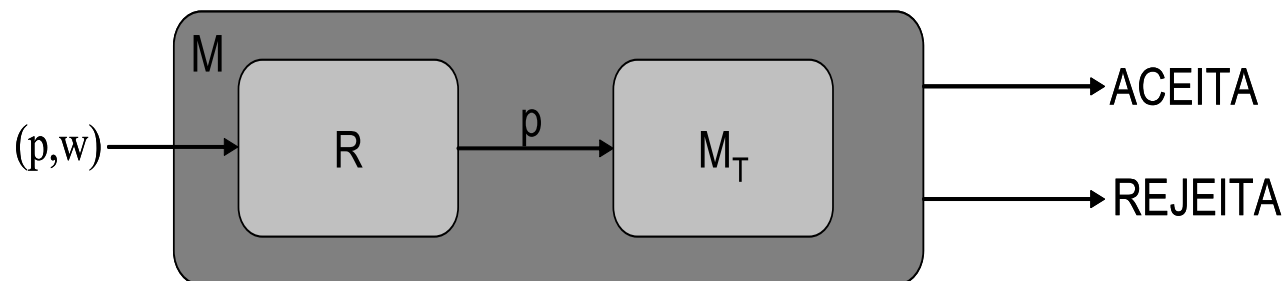 M
(p,w)
R
p
M_T
ACEITA
REJEITA